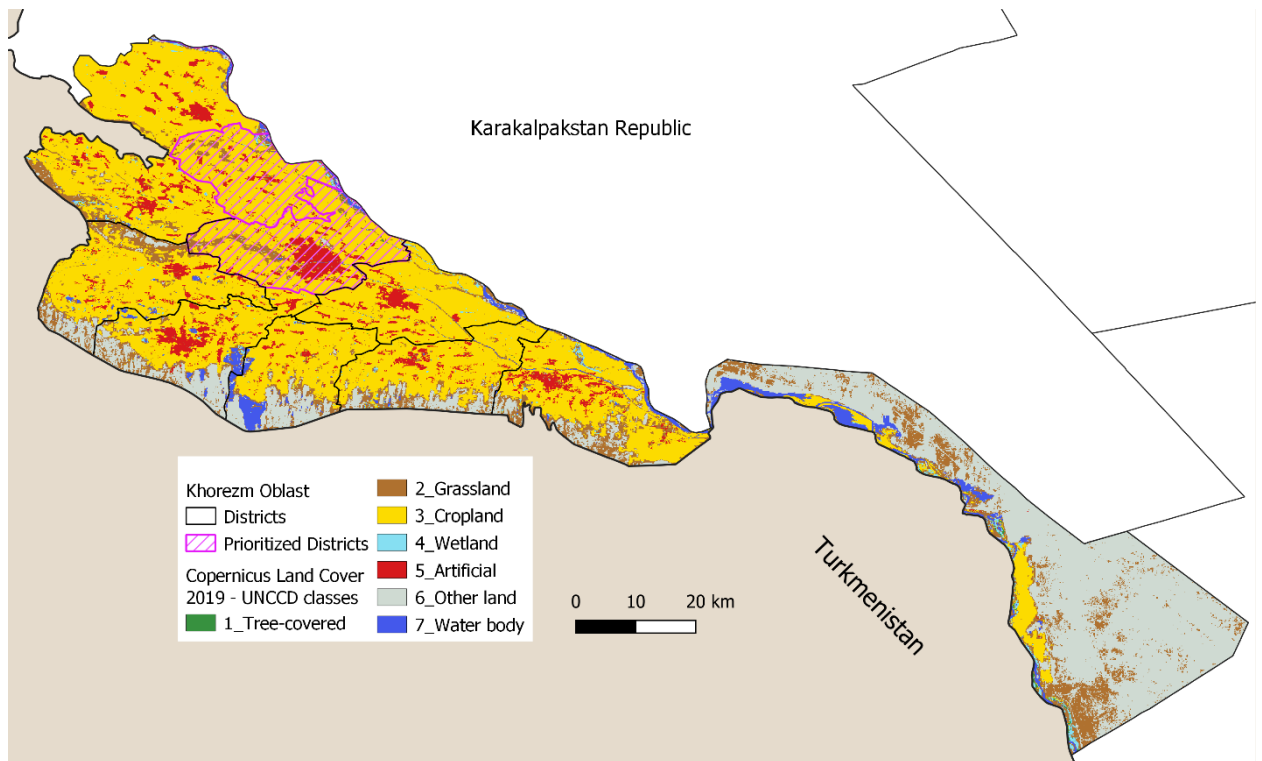 Karakalpakstan Republic
Khorezm Oblast
Districts
Prioritized Districts
Copernicus Land Cover
2019 - UNCCD classes
1_Tree-covered
2_Grassland
3_Cropland
4_Wetland
5_Artificial
6_Other land
7_Water body
0 10 20 km
Turkmenistan